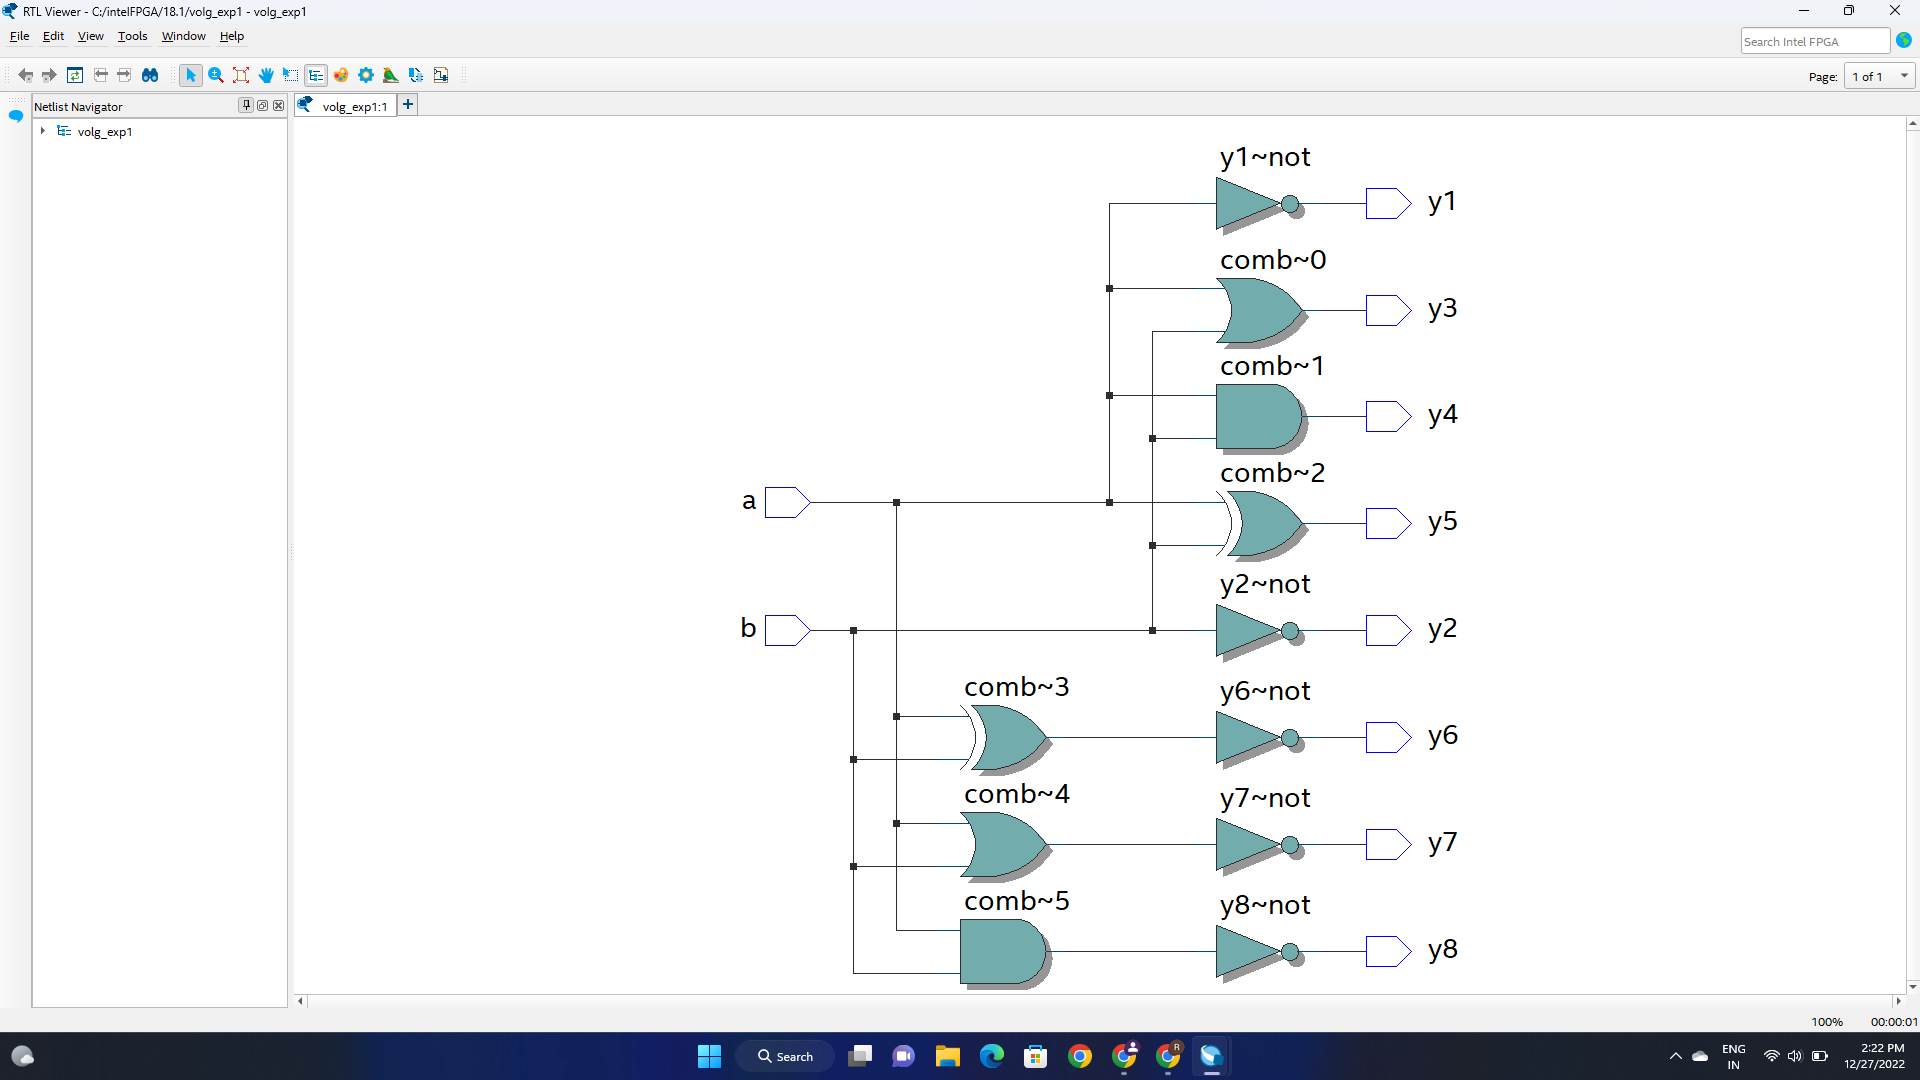 RTL Viewer - C:/intelFPGA/18.1/volg_exp1 - volg_exp1
File Edit View Tools Window Help
Search Intel FPGA
Page: 1 of 1
Netlist Navigator
volg_exp1:1
volg_exp1
y1~not
y1
comb~0
y3
comb~1
y4
comb~2
a
y5
y2~not
b
y2
comb~3
y6~not
y6
comb~4
y7~not
y7
comb~5
y8~not
y8
100% 00:00:01
Search
R
ENG
IN
2:22 PM
12/27/2022